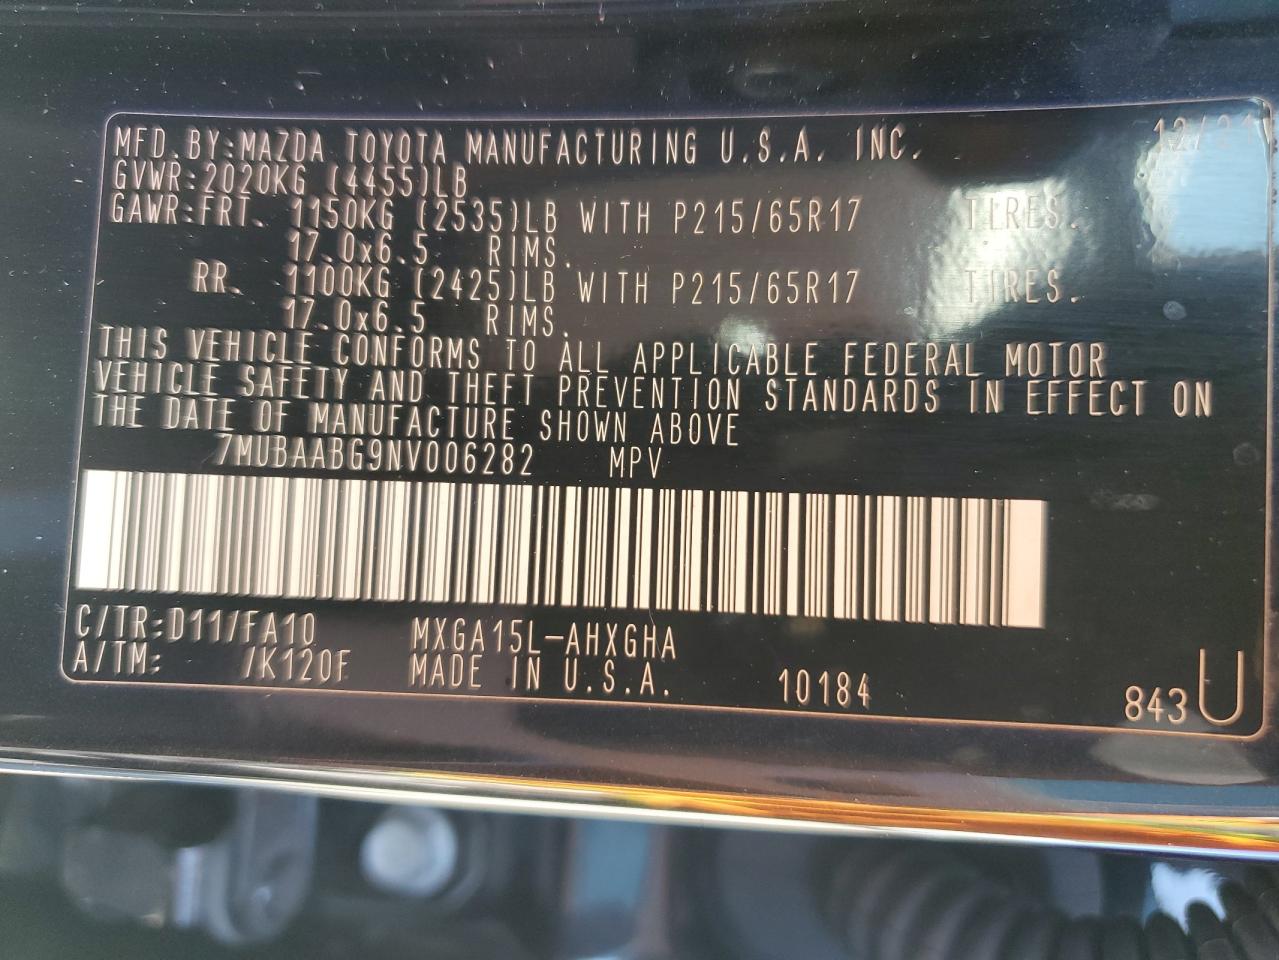 MFD.BY:MAZDA TOYOTA MANUFACTURING U.S.A. INC. 12/21
GVWR:2020KG (4455)LB
GAWR:FRT. 1150KG (2535)LB WITH P215/65R17 TIRES.
17.0x6.5 RIMS.
RR. 1100KG (2425)LB WITH P215/65R17 TIRES.
17.0x6.5 RIMS.
THIS VEHICLE CONFORMS TO ALL APPLICABLE FEDERAL MOTOR
VEHICLE SAFETY AND THEFT PREVENTION STANDARDS IN EFFECT ON
THE DATE OF MANUFACTURE SHOWN ABOVE
7MUBAABG9NV006282 MPV
C/TR:D11/FA10 MXGA15L-AHXGHA
A/TM: /K120F MADE IN U.S.A. 10184 843 U